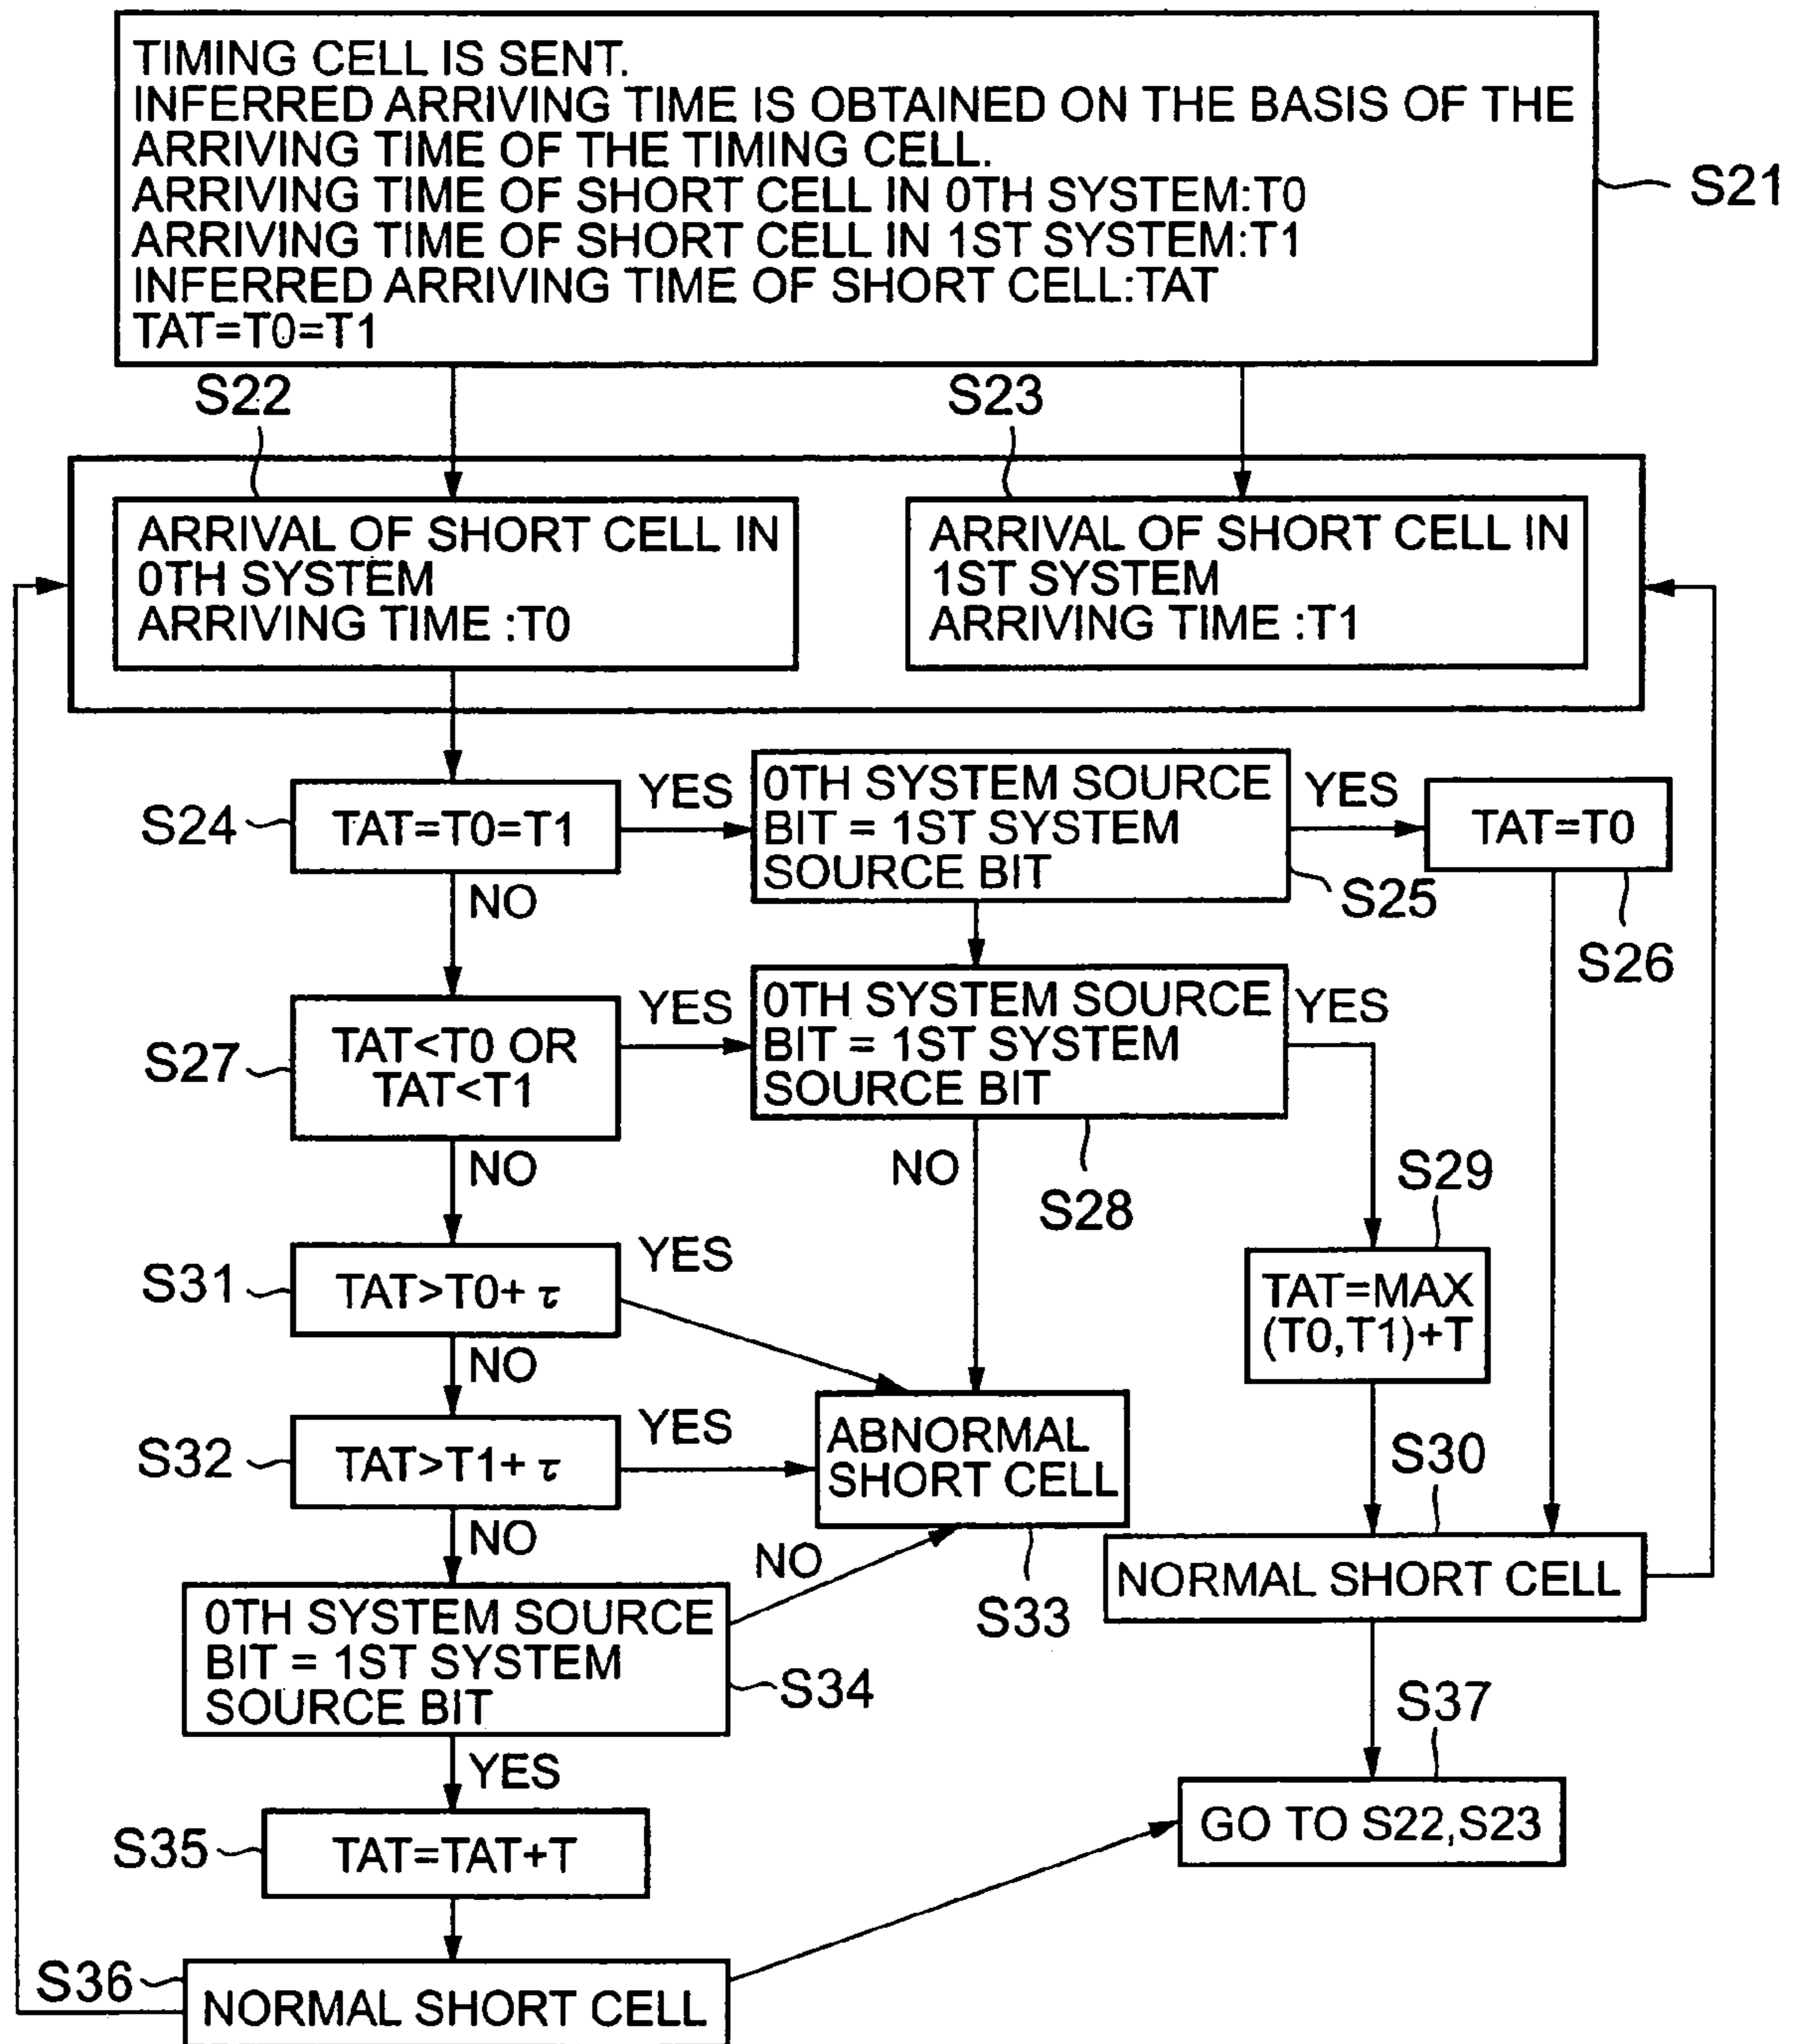 TIMING CELL IS SENT.
INFERRED ARRIVING TIME IS OBTAINED ON THE BASIS OF THE
ARRIVING TIME OF THE TIMING CELL.
ARRIVING TIME OF SHORT CELL IN 0TH SYSTEM:T0
ARRIVING TIME OF SHORT CELL IN 1ST SYSTEM:T1
INFERRED ARRIVING TIME OF SHORT CELL:TAT
TAT=T0=T1
S21
S22
S23
ARRIVAL OF SHORT CELL IN
0TH SYSTEM
ARRIVING TIME :T0
ARRIVAL OF SHORT CELL IN
1ST SYSTEM
ARRIVING TIME :T1
S24
TAT=T0=T1
YES
NO
0TH SYSTEM SOURCE
BIT = 1ST SYSTEM
SOURCE BIT
S25
YES
TAT=T0
S26
S27
TAT<T0 OR
TAT<T1
YES
NO
0TH SYSTEM SOURCE
BIT = 1ST SYSTEM
SOURCE BIT
S28
YES
NO
S29
TAT=MAX
(T0,T1)+T
S31
TAT>T0+ τ
YES
NO
S32
TAT>T1+ τ
YES
NO
ABNORMAL
SHORT CELL
S33
S30
NORMAL SHORT CELL
0TH SYSTEM SOURCE
BIT = 1ST SYSTEM
SOURCE BIT
S34
NO
YES
S37
GO TO S22,S23
S35
TAT=TAT+T
S36
NORMAL SHORT CELL